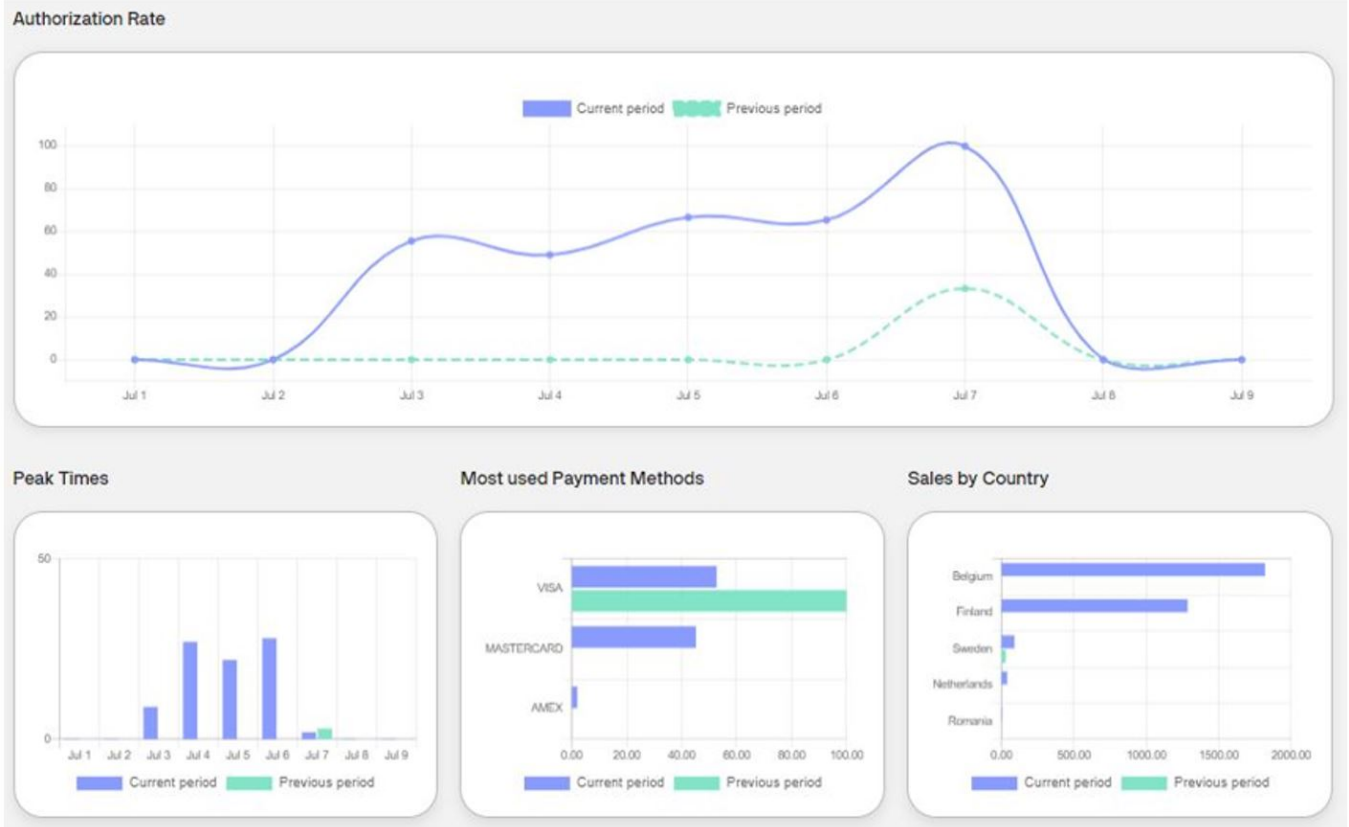 Authorization Rate
Current period Previous period
100
80
60
40
20
0
Jul 1 Jul 2 Jul 3 Jul 4 Jul 5 Jul 6 Jul 7 Jul 8 Jul 9
Peak Times
50
0
Jul 1 Jul 2 Jul 3 Jul 4 Jul 5 Jul 6 Jul 7 Jul 8 Jul 9
Current period Previous period
Most used Payment Methods
VISA
MASTERCARD
AMEX
0.00 20.00 40.00 60.00 80.00 100.00
Current period Previous period
Sales by Country
Belgium
Finland
Sweden
Netherlands
Romania
0.00 500.00 1000.00 1500.00 2000.00
Current period Previous period